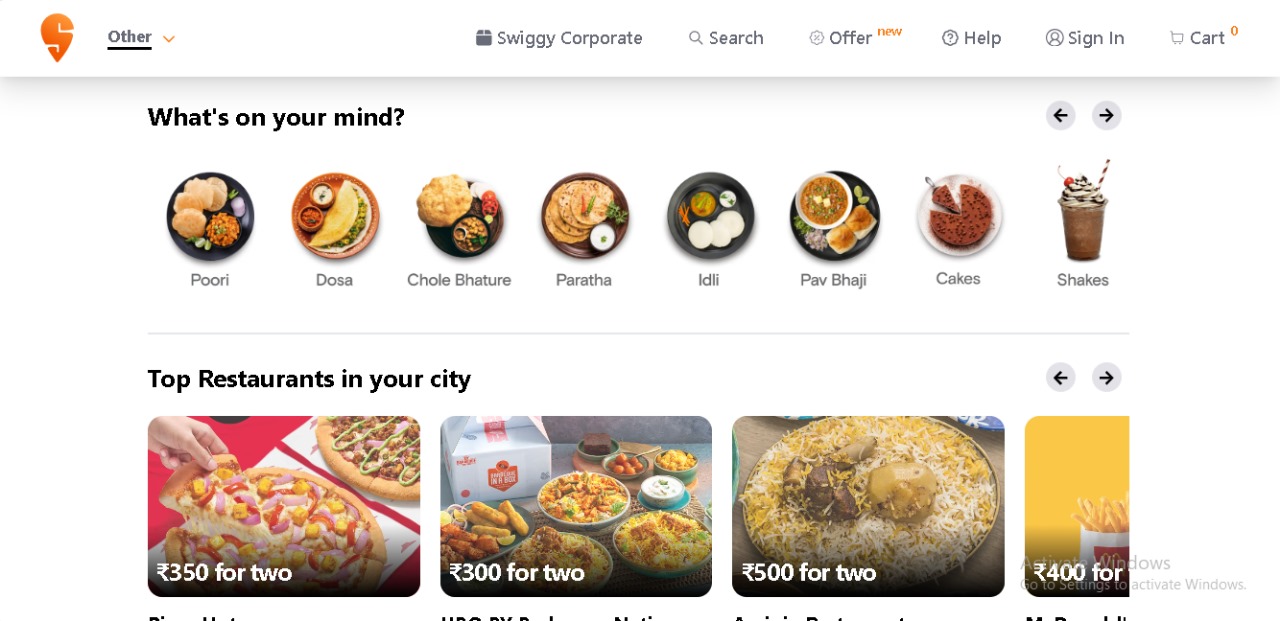 Other
Swiggy Corporate
Search
Offer new
Help
Sign In
Cart 0
What's on your mind?
Poori
Dosa
Chole Bhature
Paratha
Idli
Pav Bhaji
Cakes
Shakes
Top Restaurants in your city
₹350 for two
₹300 for two
₹500 for two
₹400 for
Activate Windows
Go to Settings to activate Windows.